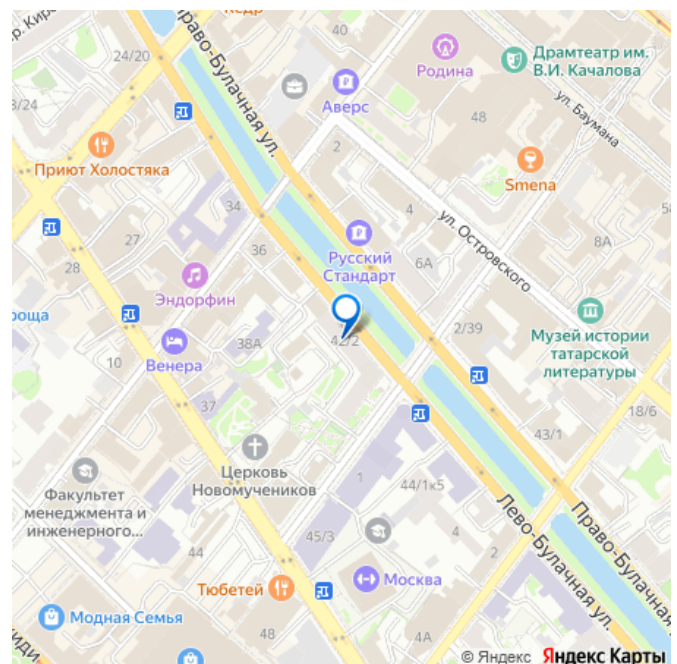 р. Кир
Кедр
24/20
40
Право-Булачная ул.
Родина
Драмтеатр им.
В.И. Качалова
Аверс
3/24
48
ул. Баумана
Приют Холостяка
2
Smena
34
4
ул. Островского
27
36
Русский
Стандарт
6А
8А
28
Эндорфин
роща
42/2
2/39
Музей истории
татарской
литературы
38А
10
Венера
37
18/6
43/1
Церковь
Новомучеников
1
44/1к5
Факультет
менеджмента и
инженерного...
45/3
4
2
44
Лево-Булачная ул.
Право-Булачная
Тюбетей
Москва
Модная Семья
48
4А
© Яндекс Яндекс Карты